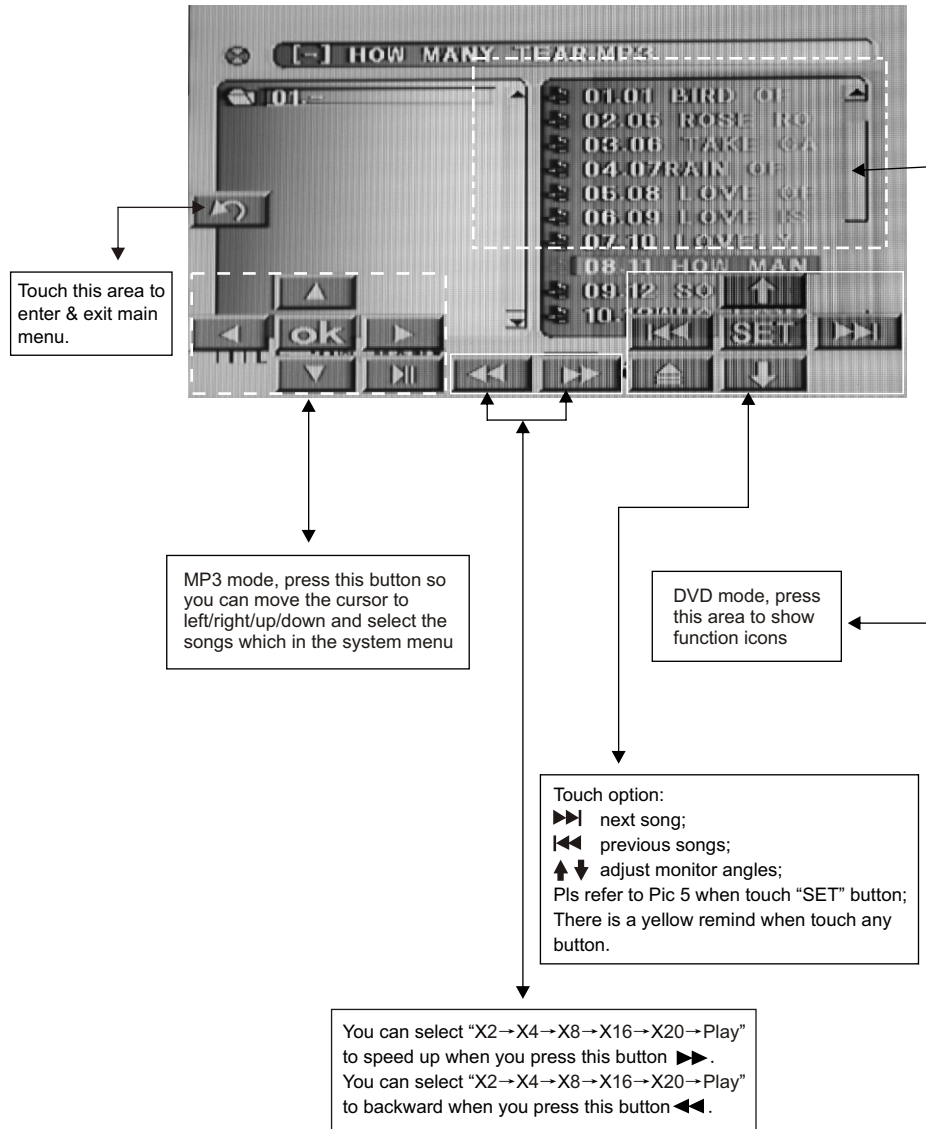 [-] HOW MANY TEAR.MP3
01.-
01.01 BIRD OF
02.05 ROSE RO
03.06 TAKE CA
04.07RAIN OF
05.08 LOVE OF
06.09 LOVE IS
07.10 LOVELY
08.11 HOW MAN
09.12 SO
10.
ok
SET
Touch this area to
enter & exit main
menu.
MP3 mode, press this button so
you can move the cursor to
left/right/up/down and select the
songs which in the system menu
DVD mode, press
this area to show
function icons
Touch option:
next song;
previous songs;
adjust monitor angles;
Pls refer to Pic 5 when touch “SET” button;
There is a yellow remind when touch any
button.
You can select “X2→X4→X8→X16→X20→Play”
to speed up when you press this button ▶▶.
You can select “X2→X4→X8→X16→X20→Play”
to backward when you press this button ◀◀.